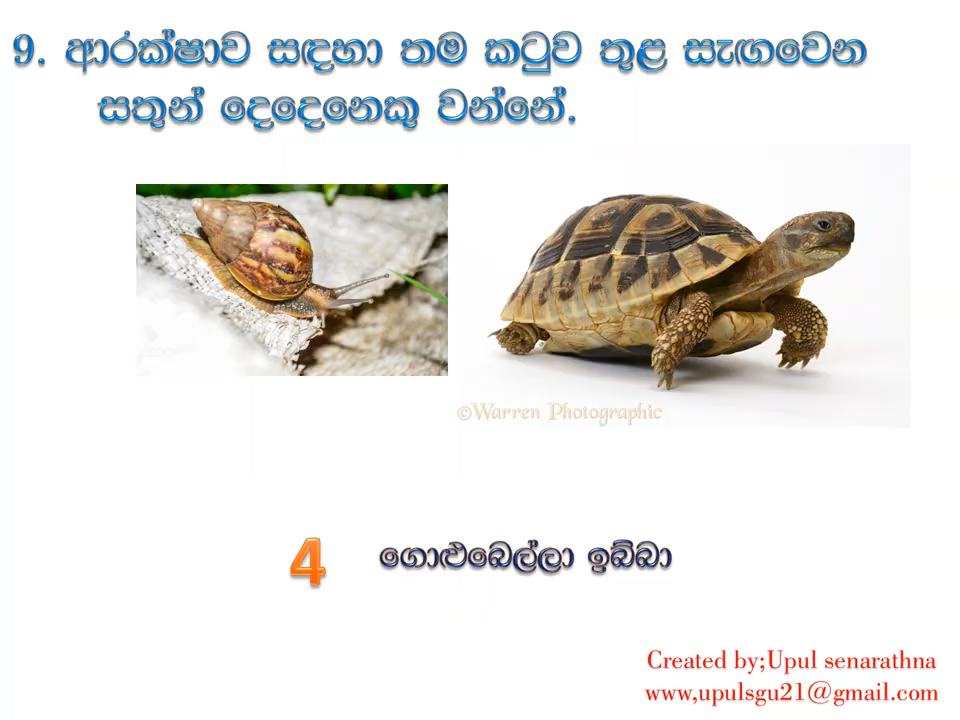 9. ආරක්ෂාව සඳහා තම කටුව තුළ සැඟවෙන
සතුන් දෙදෙනෙකු වන්නේ.
©Warren Photographic
4 ගොළුබෙල්ලා ඉබ්බා
Created by;Upul senarathna
www,upulsgu21@gmail.com